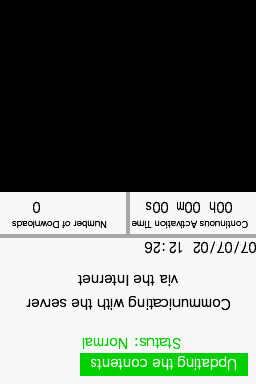 Updating the contents
Status: Normal
Communicating with the server
via the Internet
07/07/02 12:26
Continuous Activation Time
00h 00m 00s
Number of Downloads
0